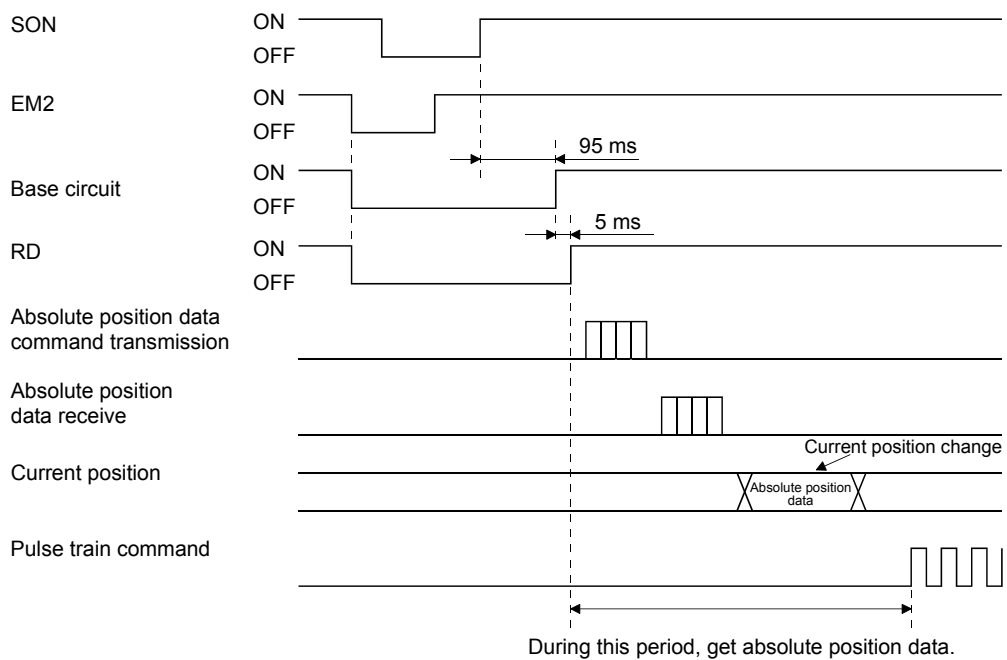 SON
ON
OFF
EM2
ON
OFF
95 ms
Base circuit
ON
OFF
5 ms
RD
ON
OFF
Absolute position data
command transmission
Absolute position
data receive
Current position change
Current position
Absolute position
data
Pulse train command
During this period, get absolute position data.